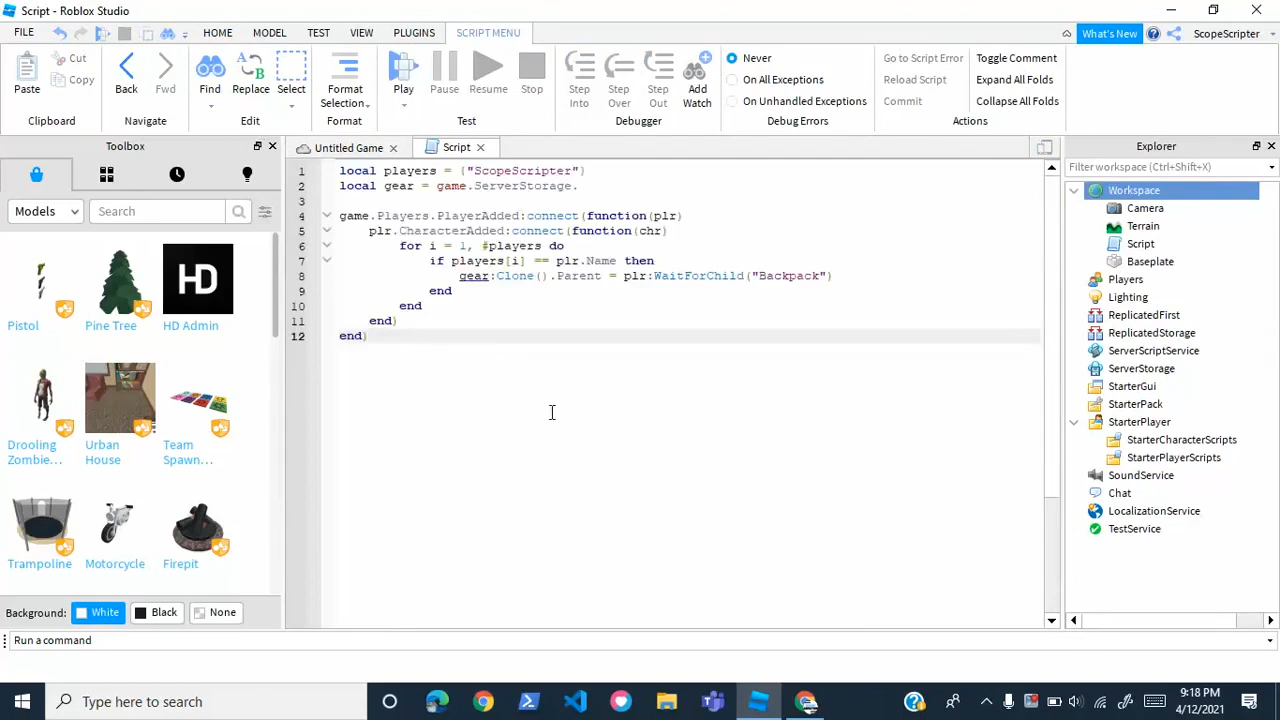 Script - Roblox Studio
FILE HOME MODEL TEST VIEW PLUGINS SCRIPT MENU What's New ScopeScripter
Paste Cut Copy Back Fwd Find Replace Select Format Selection Play Pause Resume Stop Step Into Step Over Step Out Add Watch
Never On All Exceptions On Unhandled Exceptions
Go to Script Error Reload Script Commit
Toggle Comment Expand All Folds Collapse All Folds
Clipboard Navigate Edit Format Test Debugger Debug Errors Actions
Toolbox
Models Search
Pistol Pine Tree HD Admin
Drooling Zombie... Urban House Team Spawn...
Trampoline Motorcycle Firepit
Background: White Black None
Untitled Game Script
1 local players = {"ScopeScripter"}
2 local gear = game.ServerStorage.
3
4 game.Players.PlayerAdded:connect(function(plr)
5 plr.CharacterAdded:connect(function(chr)
6 for i = 1, #players do
7 if players[i] == plr.Name then
8 gear:Clone().Parent = plr:WaitForChild("Backpack")
9 end
10 end
11 end)
12 end)
Explorer
Filter workspace (Ctrl+Shift+X)
Workspace
Camera
Terrain
Script
Baseplate
Players
Lighting
ReplicatedFirst
ReplicatedStorage
ServerScriptService
ServerStorage
StarterGui
StarterPack
StarterPlayer
StarterCharacterScripts
StarterPlayerScripts
SoundService
Chat
LocalizationService
TestService
Run a command
Type here to search
9:18 PM
4/12/2021